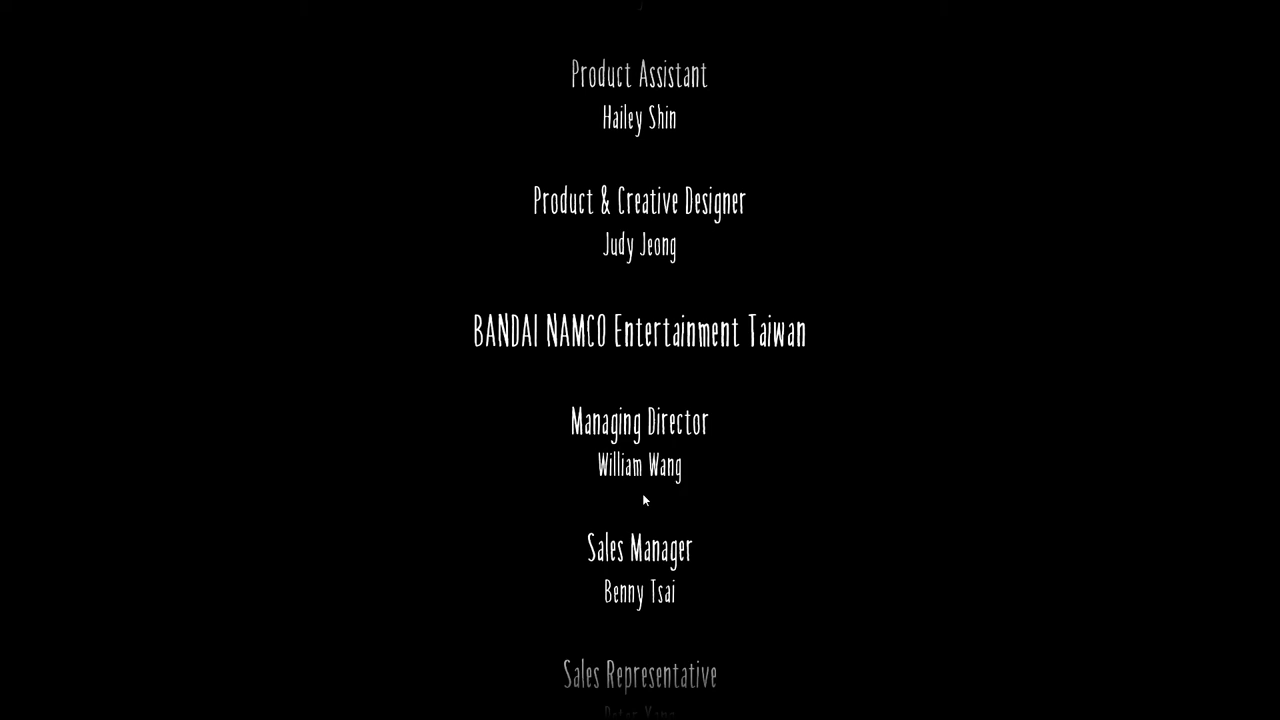 Product Assistant
Hailey Shin
Product & Creative Designer
Judy Jeong
BANDAI NAMCO Entertainment Taiwan
Managing Director
William Wang
Sales Manager
Benny Tsai
Sales Representative